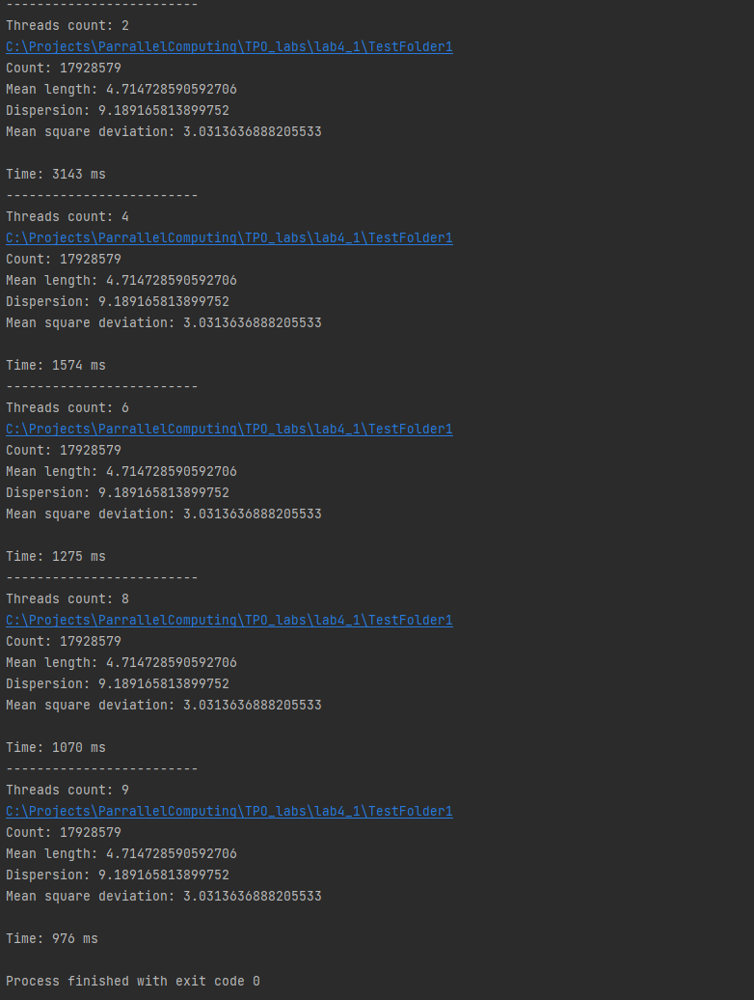 -------------------------
Threads count: 2
C:\Projects\ParrallelComputing\TPO_labs\lab4_1\TestFolder1
Count: 17928579
Mean length: 4.714728590592706
Dispersion: 9.189165813899752
Mean square deviation: 3.0313636888205533
Time: 3143 ms
-------------------------
Threads count: 4
C:\Projects\ParrallelComputing\TPO_labs\lab4_1\TestFolder1
Count: 17928579
Mean length: 4.714728590592706
Dispersion: 9.189165813899752
Mean square deviation: 3.0313636888205533
Time: 1574 ms
-------------------------
Threads count: 6
C:\Projects\ParrallelComputing\TPO_labs\lab4_1\TestFolder1
Count: 17928579
Mean length: 4.714728590592706
Dispersion: 9.189165813899752
Mean square deviation: 3.0313636888205533
Time: 1275 ms
-------------------------
Threads count: 8
C:\Projects\ParrallelComputing\TPO_labs\lab4_1\TestFolder1
Count: 17928579
Mean length: 4.714728590592706
Dispersion: 9.189165813899752
Mean square deviation: 3.0313636888205533
Time: 1070 ms
-------------------------
Threads count: 9
C:\Projects\ParrallelComputing\TPO_labs\lab4_1\TestFolder1
Count: 17928579
Mean length: 4.714728590592706
Dispersion: 9.189165813899752
Mean square deviation: 3.0313636888205533
Time: 976 ms
Process finished with exit code 0